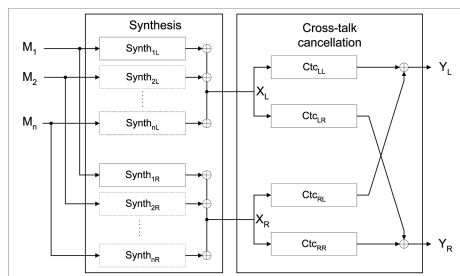 Synthesis
Cross-talk
cancellation
M1
M2
Mn
Synth1L
Synth2L
SynthnL
Synth1R
Synth2R
SynthnR
XL
XR
CtcLL
CtcLR
CtcRL
CtcRR
YL
YR